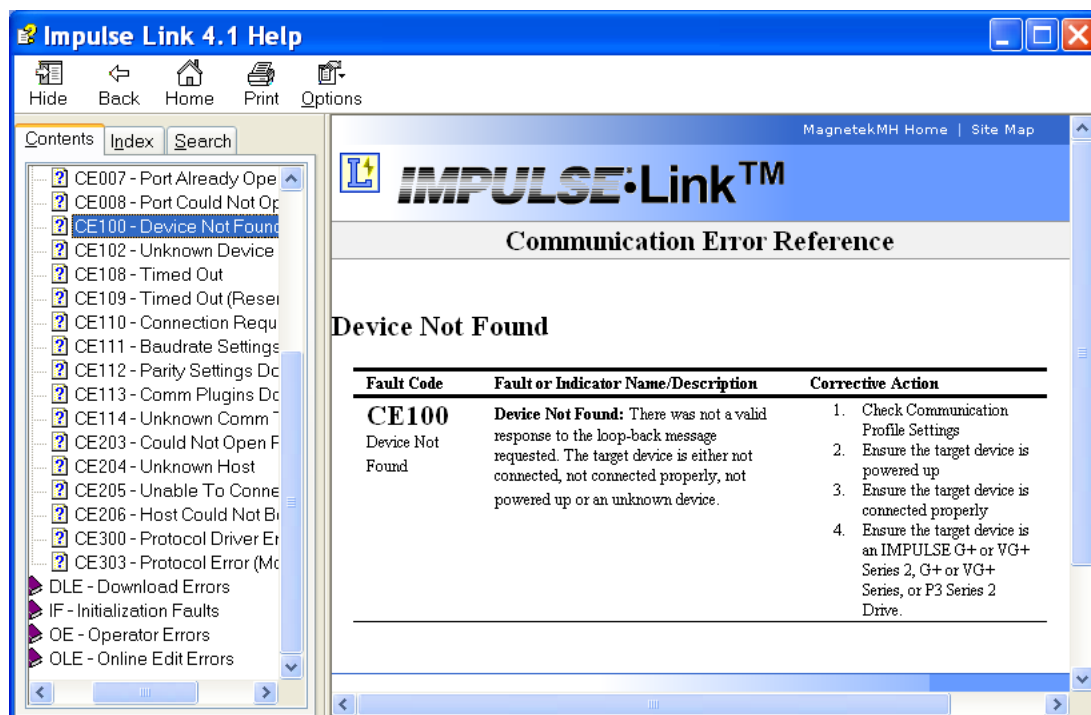 Impulse Link 4.1 Help
Hide Back Home Print Options
Contents Index Search
CE007 - Port Already Ope
CE008 - Port Could Not Op
CE100 - Device Not Found
CE102 - Unknown Device
CE108 - Timed Out
CE109 - Timed Out (Reset
CE110 - Connection Requ
CE111 - Baudrate Settings
CE112 - Parity Settings Do
CE113 - Comm Plugins Do
CE114 - Unknown Comm T
CE203 - Could Not Open P
CE204 - Unknown Host
CE205 - Unable To Conne
CE206 - Host Could Not B
CE300 - Protocol Driver Er
CE303 - Protocol Error (Mo
DLE - Download Errors
IF - Initialization Faults
OE - Operator Errors
OLE - Online Edit Errors
MagnetekMH Home | Site Map
IMPULSE•Link™
Communication Error Reference
Device Not Found
Fault Code
Fault or Indicator Name/Description
Corrective Action
CE100
Device Not
Found
Device Not Found: There was not a valid
response to the loop-back message
requested. The target device is either not
connected, not connected properly, not
powered up or an unknown device.
1. Check Communication
Profile Settings
2. Ensure the target device is
powered up
3. Ensure the target device is
connected properly
4. Ensure the target device is
an IMPULSE G+ or VG+
Series 2, G+ or VG+
Series, or P3 Series 2
Drive.